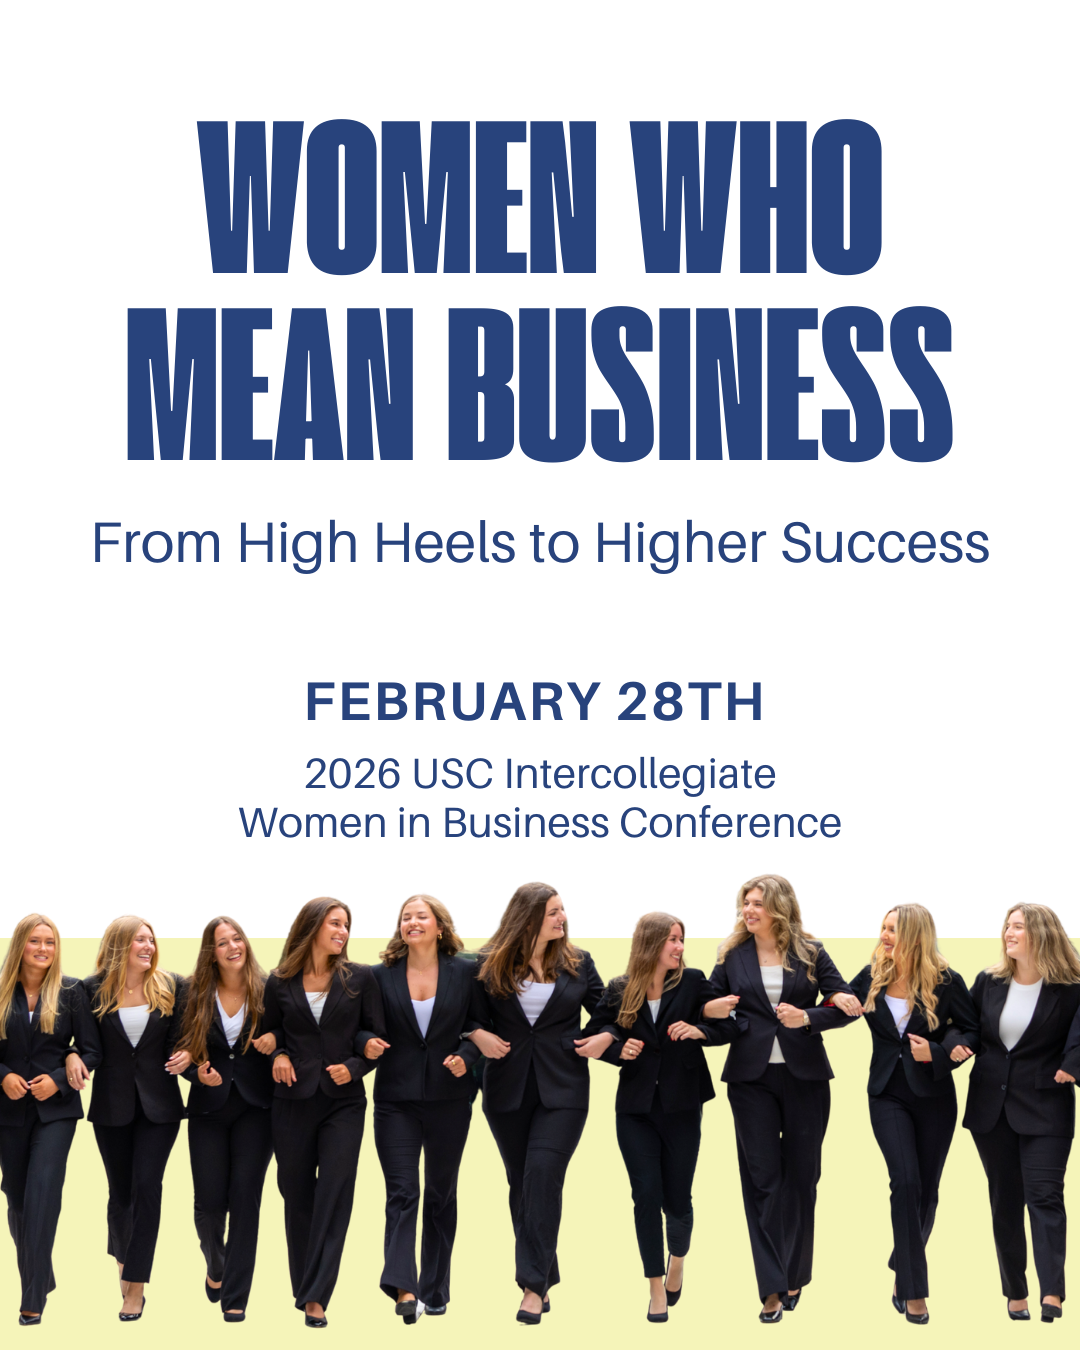 WOMEN WHO
MEAN BUSINESS
From High Heels to Higher Success
FEBRUARY 28TH
2026 USC Intercollegiate
Women in Business Conference